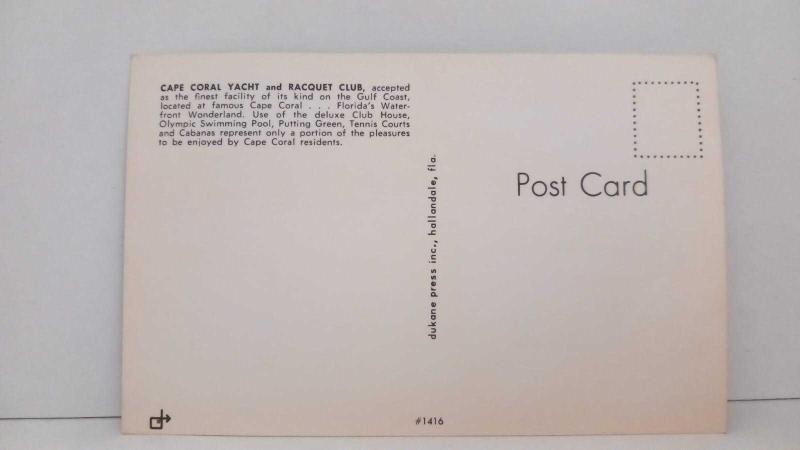 CAPE CORAL YACHT and RACQUET CLUB, accepted
as the finest facility of its kind on the Gulf Coast,
located at famous Cape Coral . . . Florida's Water-
front Wonderland. Use of the deluxe Club House,
Olympic Swimming Pool, Putting Green, Tennis Courts
and Cabanas represent only a portion of the pleasures
to be enjoyed by Cape Coral residents.
dukane press inc., hallandale, fla.
Post Card
#1416